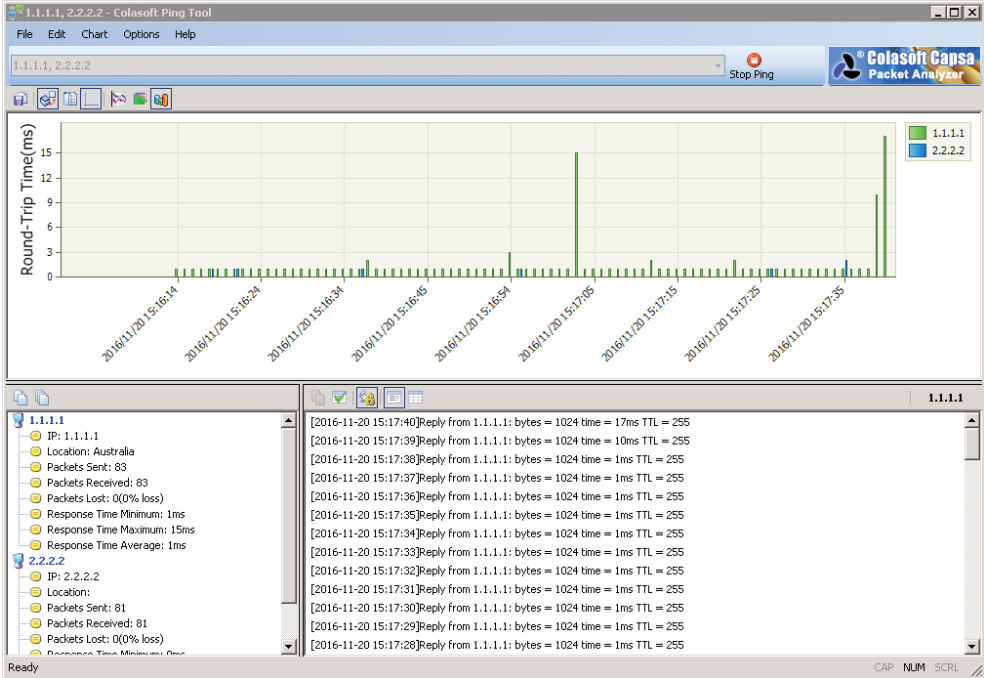 1.1.1.1, 2.2.2.2 - Colasoft Ping Tool
File Edit Chart Options Help
1.1.1.1, 2.2.2.2
Stop Ping
® Colasoft Capsa
Packet Analyzer
Round-Trip Time(ms)
15
12
9
6
3
0
2016/11/20 15:16:14
2016/11/20 15:16:24
2016/11/20 15:16:34
2016/11/20 15:16:45
2016/11/20 15:16:54
2016/11/20 15:17:05
2016/11/20 15:17:15
2016/11/20 15:17:25
2016/11/20 15:17:35
1.1.1.1
2.2.2.2
1.1.1.1
IP: 1.1.1.1
Location: Australia
Packets Sent: 83
Packets Received: 83
Packets Lost: 0(0% loss)
Response Time Minimum: 1ms
Response Time Maximum: 15ms
Response Time Average: 1ms
2.2.2.2
IP: 2.2.2.2
Location:
Packets Sent: 81
Packets Received: 81
Packets Lost: 0(0% loss)
Response Time Minimum: 0ms
1.1.1.1
[2016-11-20 15:17:40]Reply from 1.1.1.1: bytes = 1024 time = 17ms TTL = 255
[2016-11-20 15:17:39]Reply from 1.1.1.1: bytes = 1024 time = 10ms TTL = 255
[2016-11-20 15:17:38]Reply from 1.1.1.1: bytes = 1024 time = 1ms TTL = 255
[2016-11-20 15:17:37]Reply from 1.1.1.1: bytes = 1024 time = 1ms TTL = 255
[2016-11-20 15:17:36]Reply from 1.1.1.1: bytes = 1024 time = 1ms TTL = 255
[2016-11-20 15:17:35]Reply from 1.1.1.1: bytes = 1024 time = 1ms TTL = 255
[2016-11-20 15:17:34]Reply from 1.1.1.1: bytes = 1024 time = 1ms TTL = 255
[2016-11-20 15:17:33]Reply from 1.1.1.1: bytes = 1024 time = 1ms TTL = 255
[2016-11-20 15:17:32]Reply from 1.1.1.1: bytes = 1024 time = 1ms TTL = 255
[2016-11-20 15:17:31]Reply from 1.1.1.1: bytes = 1024 time = 1ms TTL = 255
[2016-11-20 15:17:30]Reply from 1.1.1.1: bytes = 1024 time = 1ms TTL = 255
[2016-11-20 15:17:29]Reply from 1.1.1.1: bytes = 1024 time = 1ms TTL = 255
[2016-11-20 15:17:28]Reply from 1.1.1.1: bytes = 1024 time = 1ms TTL = 255
Ready
CAP NUM SCRL